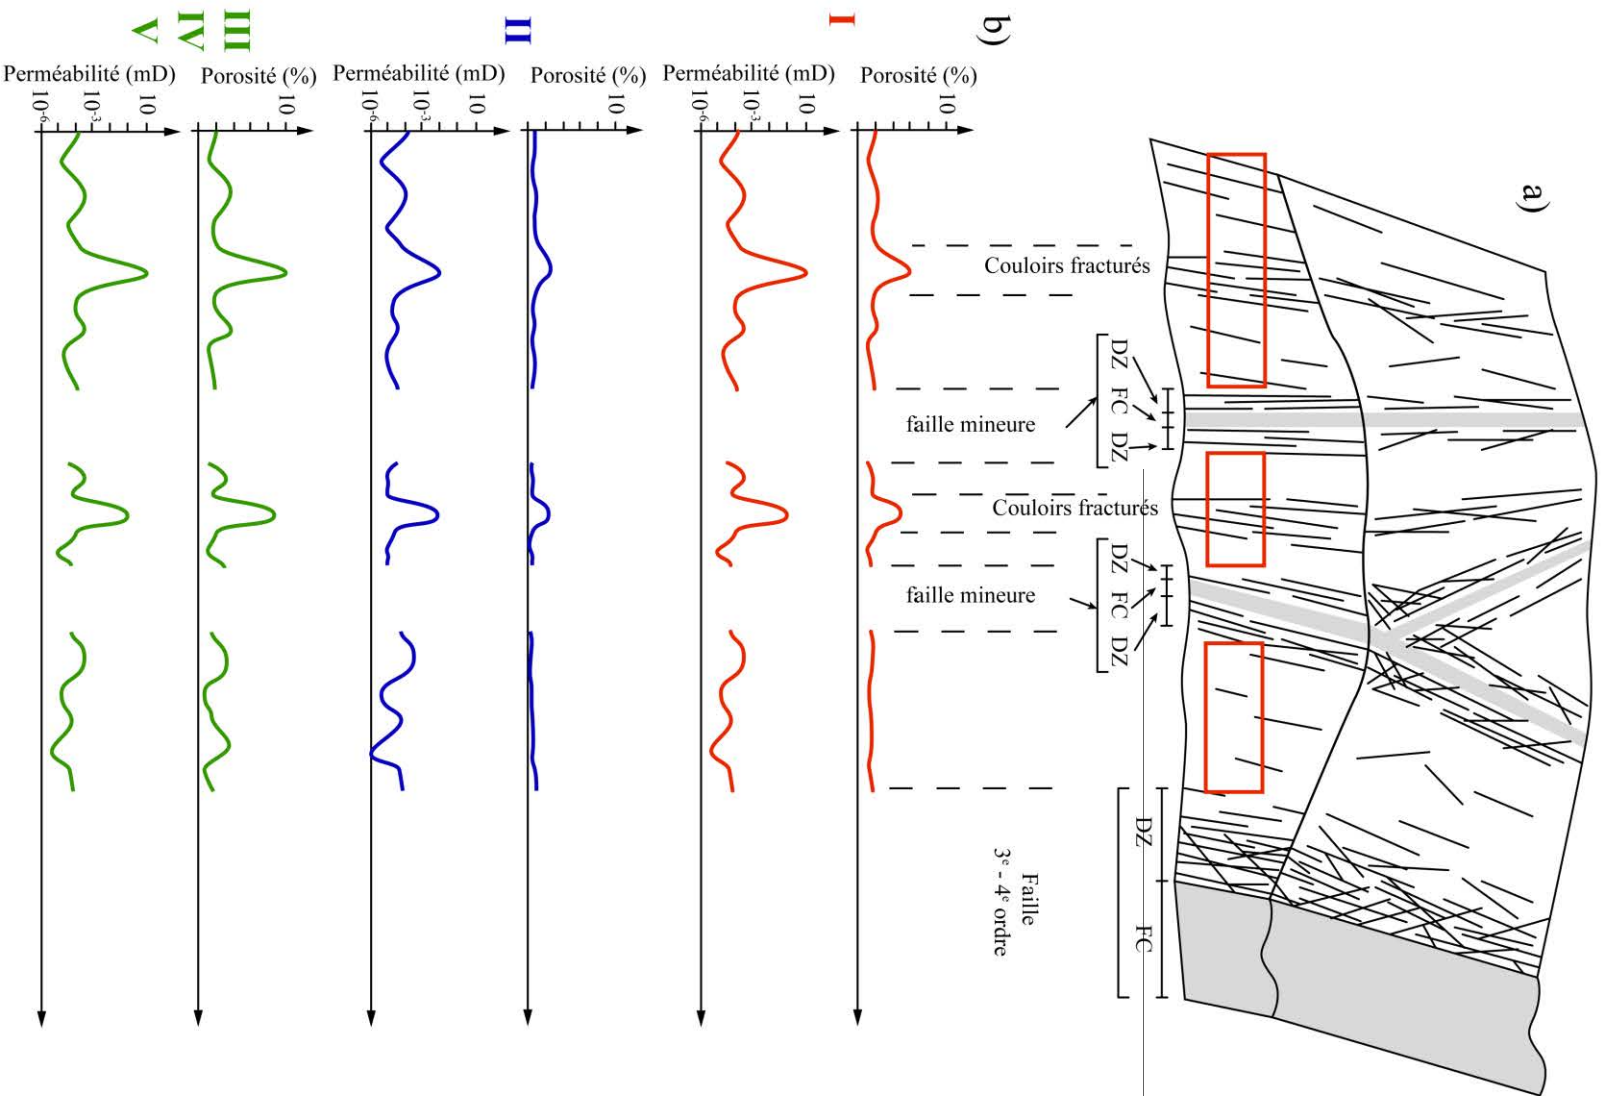 a)
DZ
FC
DZ
DZ
FC
DZ
DZ
FC
Couloirs fracturés
faille mineure
Couloirs fracturés
faille mineure
Faille
3e - 4e ordre
b)
I
Porosité (%)
10
Perméabilité (mD)
10-6
10-3
10
II
Porosité (%)
10
Perméabilité (mD)
10-6
10-3
10
III
IV
V
Porosité (%)
10
Perméabilité (mD)
10-6
10-3
10